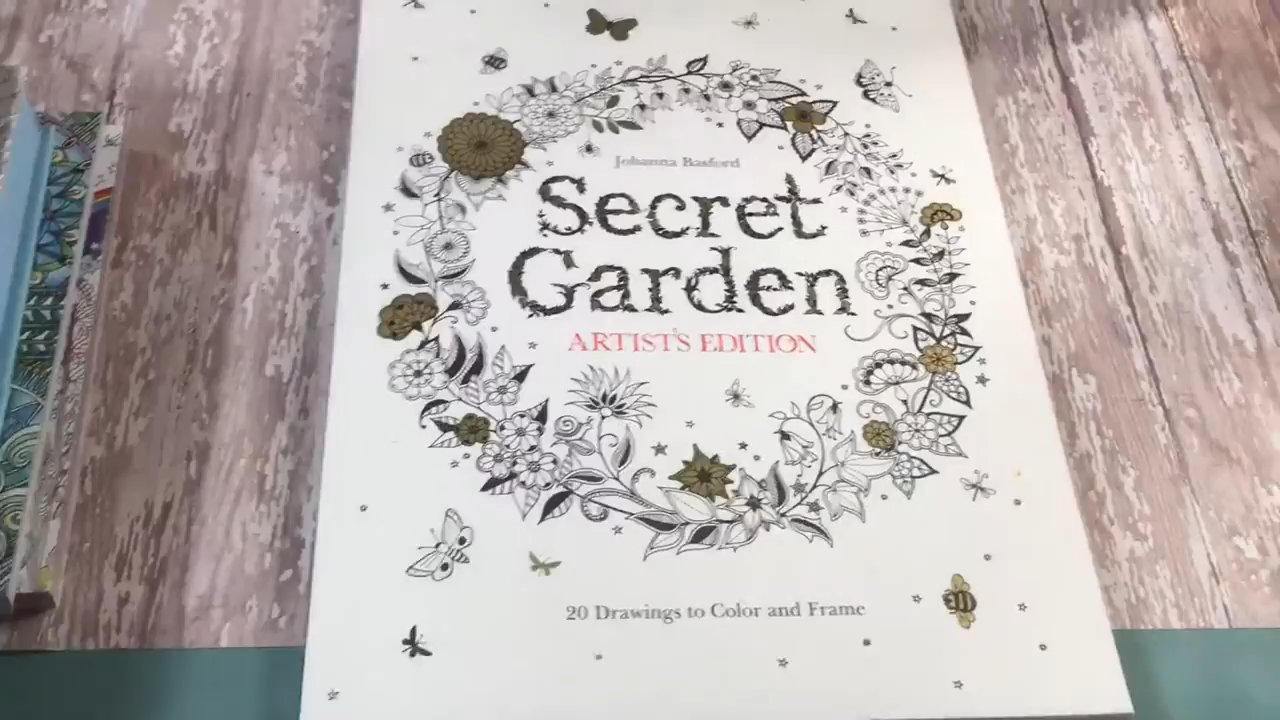 Johanna Basford
Secret
Garden
ARTIST'S EDITION
20 Drawings to Color and Frame